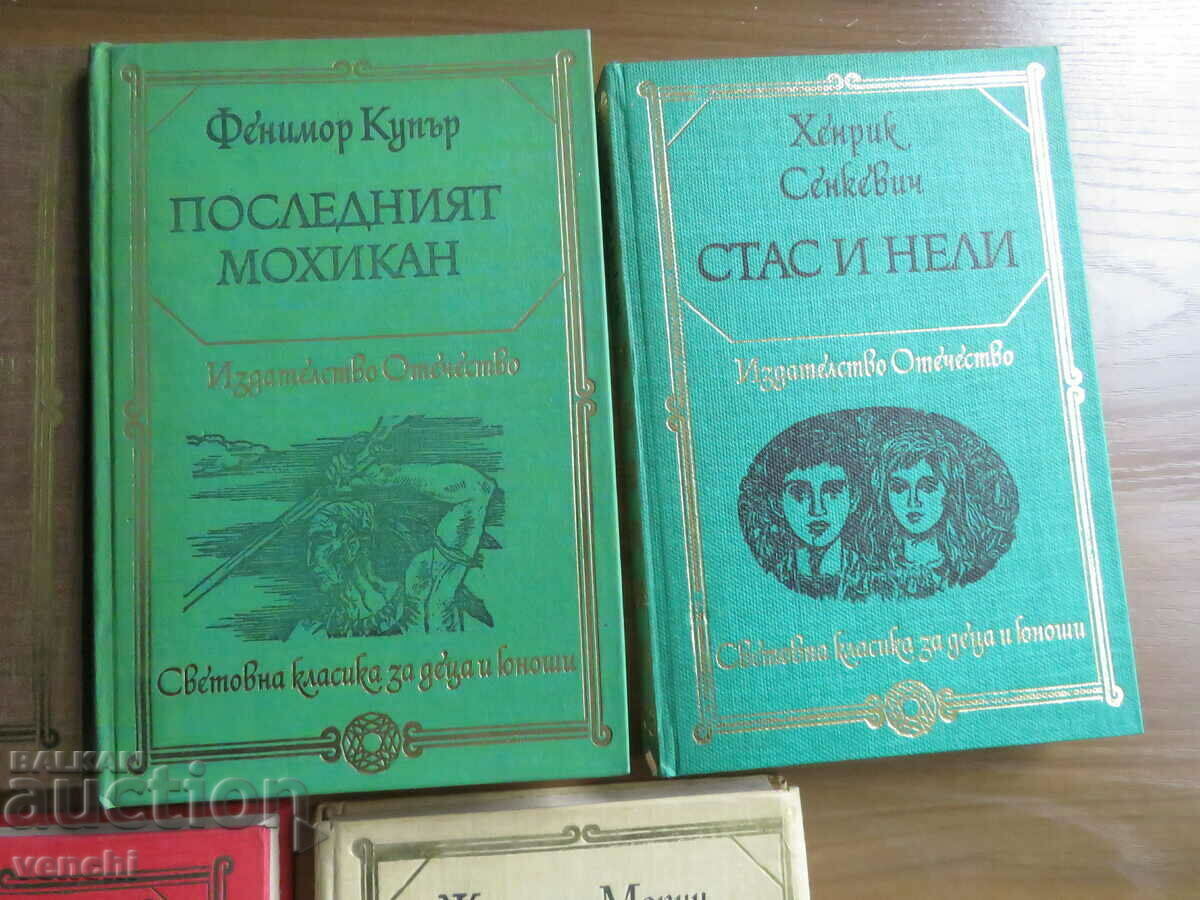 Фенимор Купър
ПОСЛЕДНИЯТ
МОХИКАН
Издателство Отечество
Световна класика за деца и юноши
Хенрик
Сенкевич
СТАС И НЕЛИ
Издателство Отечество
Световна класика за деца и юноши
BALKAN
auction
venchi